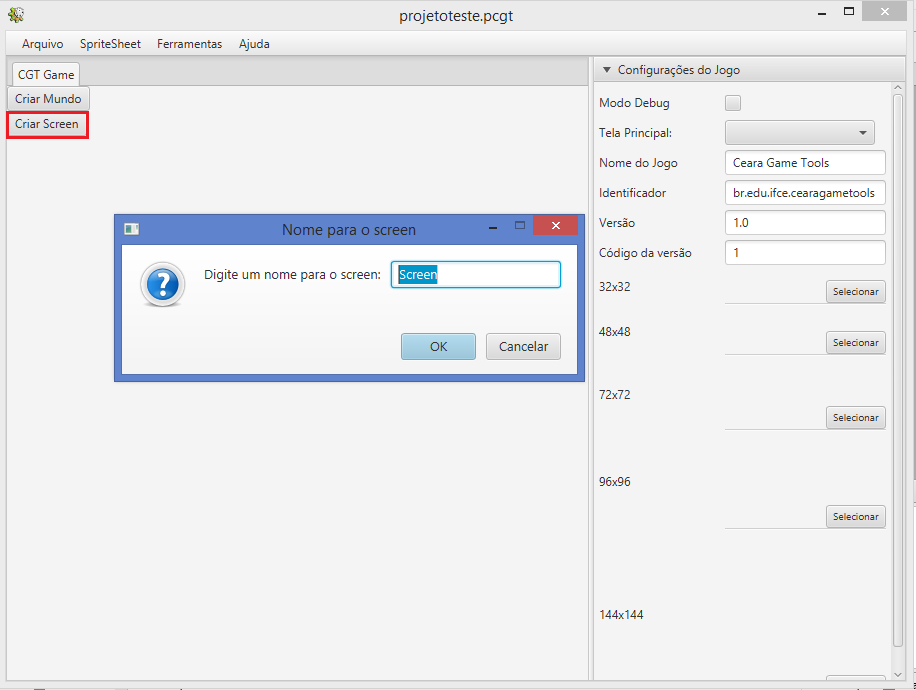 projetoteste.pcgt
Arquivo SpriteSheet Ferramentas Ajuda
CGT Game
Criar Mundo
Criar Screen
Nome para o screen
Digite um nome para o screen: Screen
OK Cancelar
Configurações do Jogo
Modo Debug
Tela Principal:
Nome do Jogo Ceara Game Tools
Identificador br.edu.ifce.cearagametools
Versão 1.0
Código da versão 1
32x32 Selecionar
48x48 Selecionar
72x72 Selecionar
96x96 Selecionar
144x144